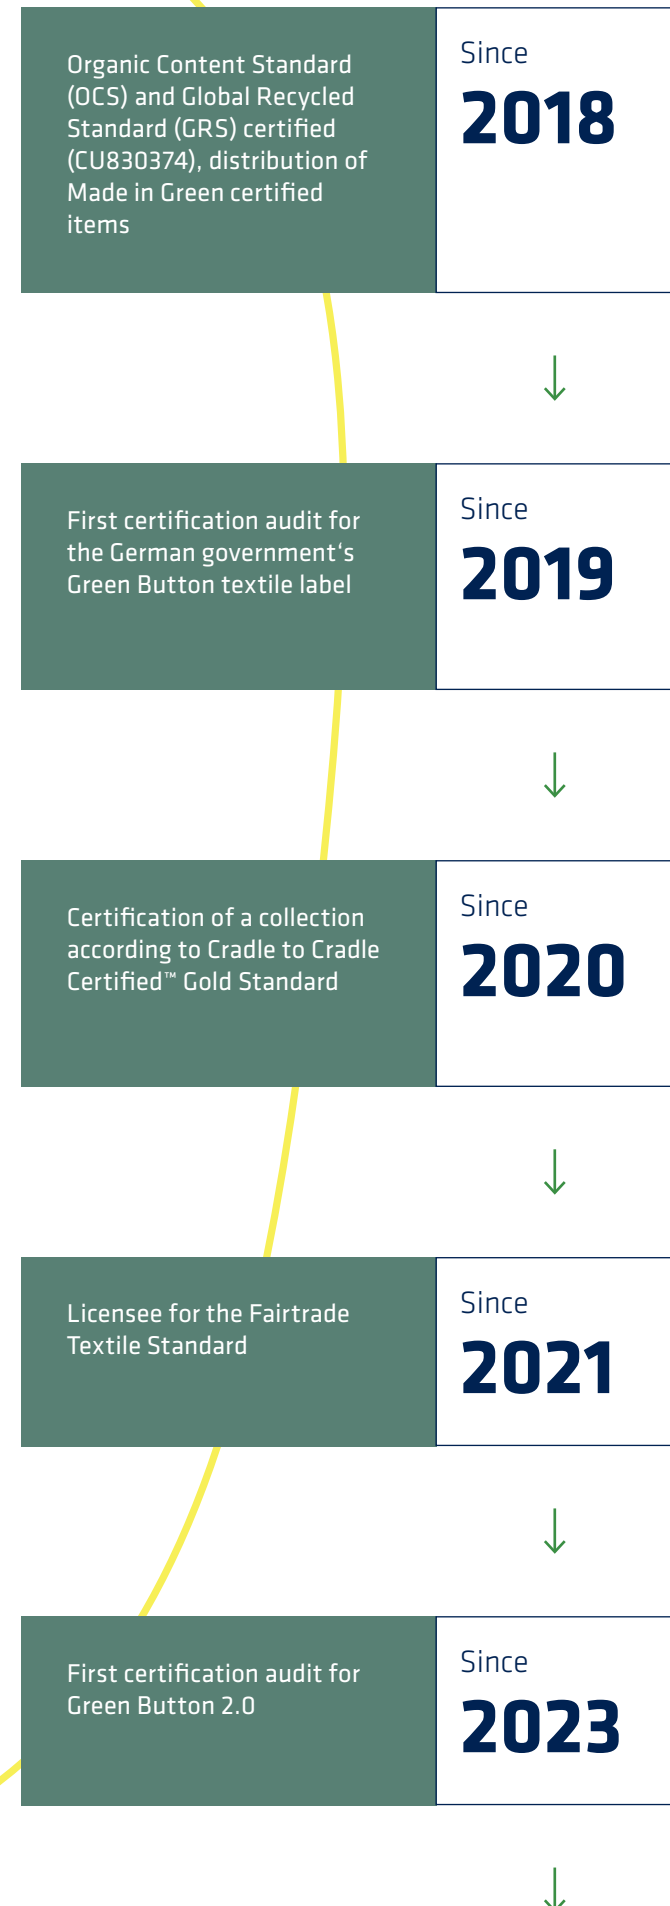 Organic Content Standard
(OCS) and Global Recycled
Standard (GRS) certified
(CU830374), distribution of
Made in Green certified
items
Since
2018
First certification audit for
the German government‘s
Green Button textile label
Since
2019
Certification of a collection
according to Cradle to Cradle
Certified™ Gold Standard
Since
2020
Licensee for the Fairtrade
Textile Standard
Since
2021
First certification audit for
Green Button 2.0
Since
2023